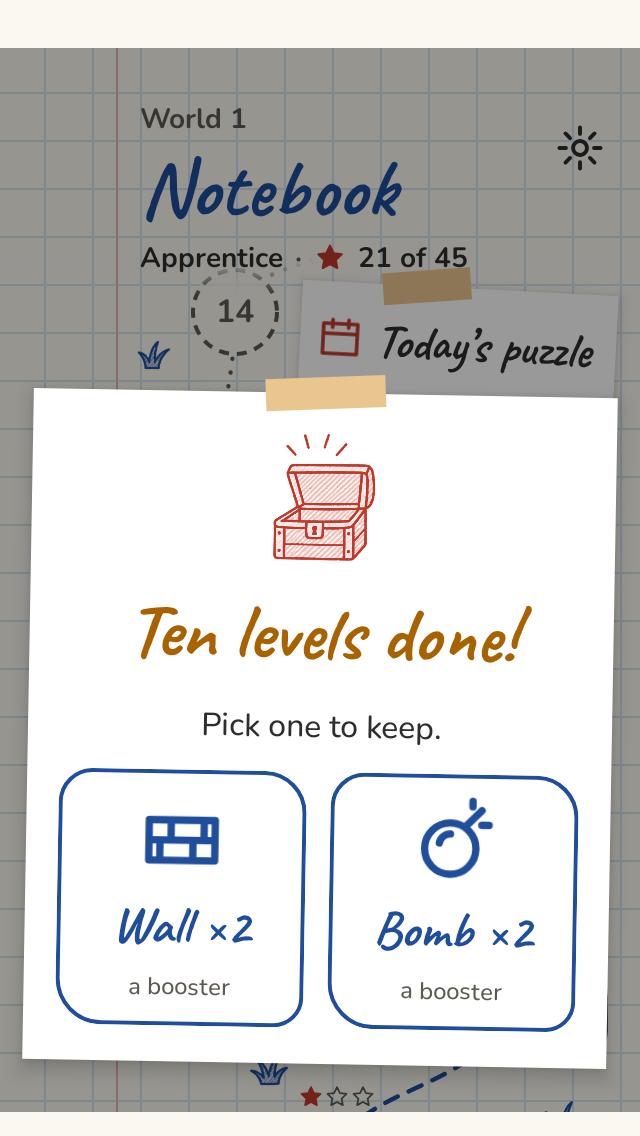 World 1
Notebook
Apprentice · 21 of 45
14
Today's puzzle
Ten levels done!
Pick one to keep.
Wall ×2
a booster
Bomb ×2
a booster